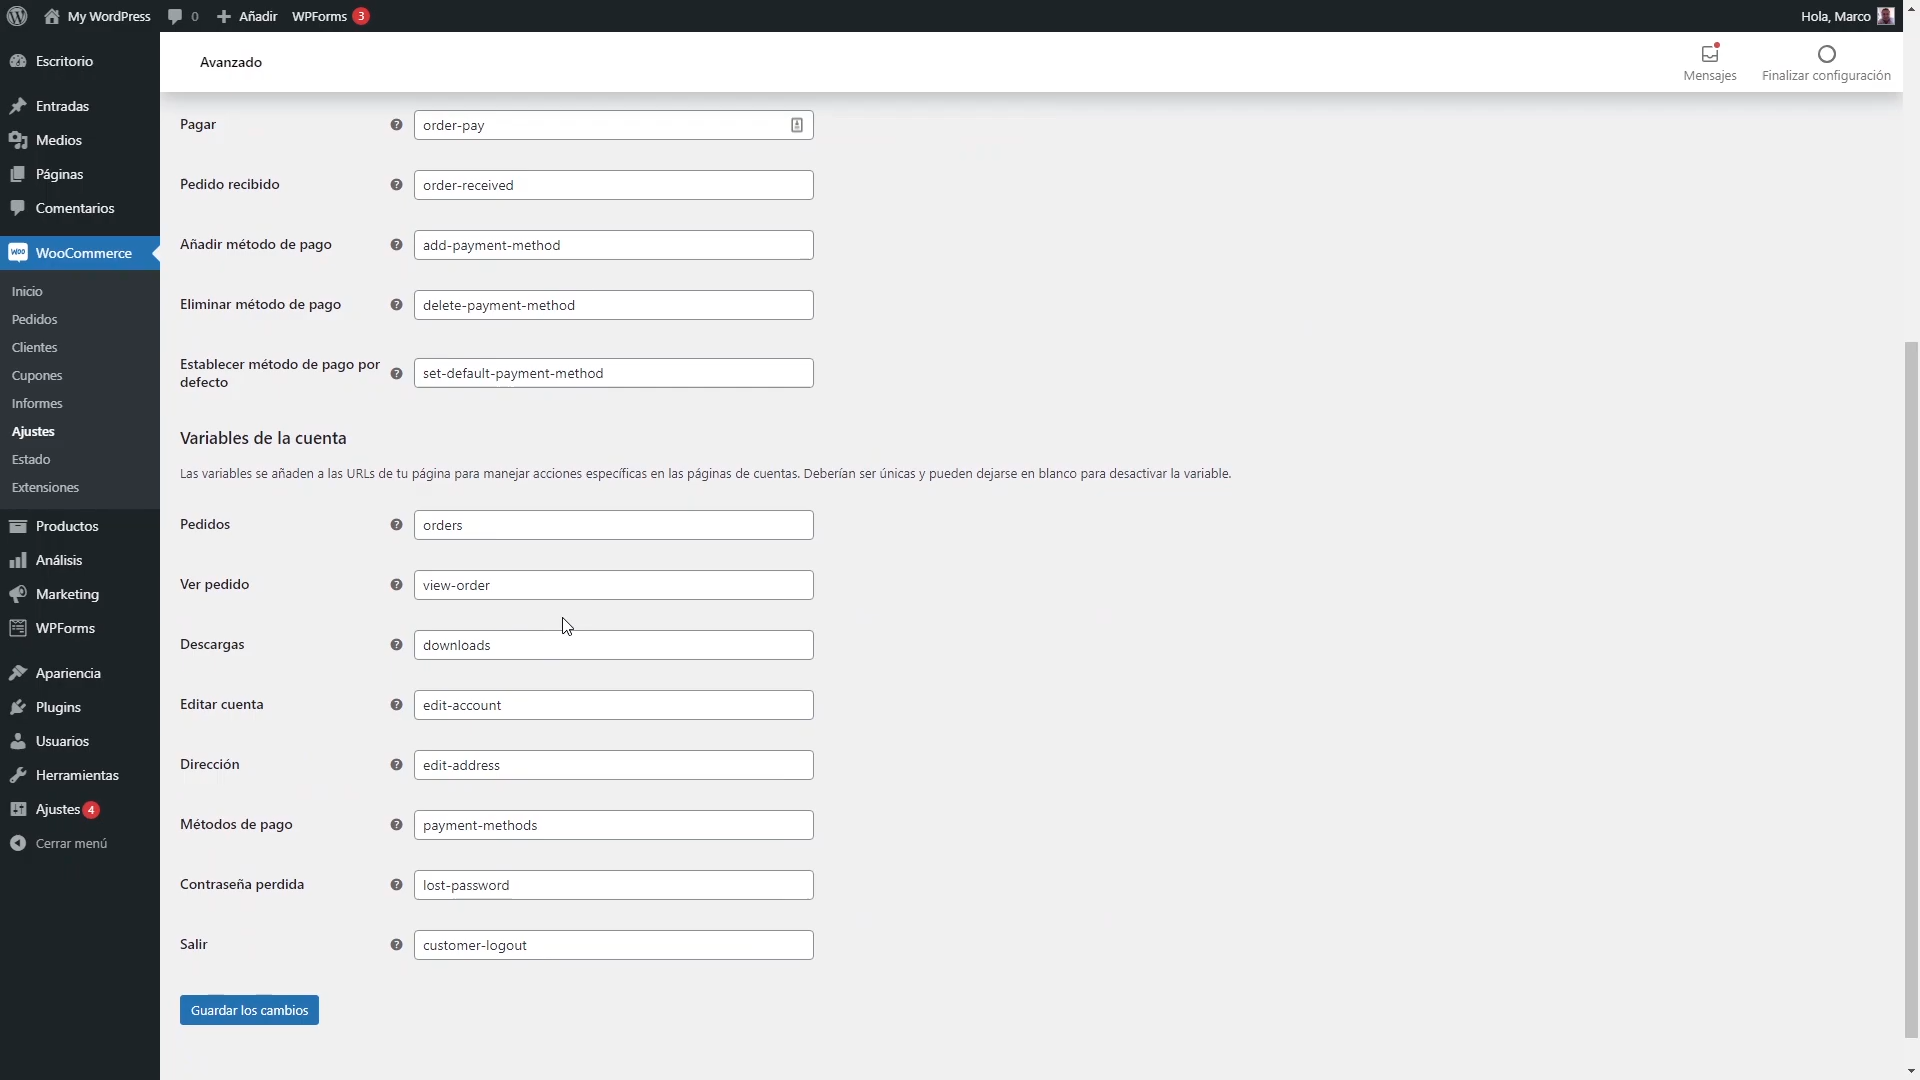 My WordPress 0 Añadir WPForms 3 Hola, Marco
Avanzado
Mensajes
Finalizar configuración
Escritorio
Entradas
Medios
Páginas
Comentarios
WooCommerce
Inicio
Pedidos
Clientes
Cupones
Informes
Ajustes
Estado
Extensiones
Productos
Análisis
Marketing
WPForms
Apariencia
Plugins
Usuarios
Herramientas
Ajustes 4
Cerrar menú
Pagar ? order-pay
Pedido recibido ? order-received
Añadir método de pago ? add-payment-method
Eliminar método de pago ? delete-payment-method
Establecer método de pago por
defecto ? set-default-payment-method
Variables de la cuenta
Las variables se añaden a las URLs de tu página para manejar acciones específicas en las páginas de cuentas. Deberían ser únicas y pueden dejarse en blanco para desactivar la variable.
Pedidos ? orders
Ver pedido ? view-order
Descargas ? downloads
Editar cuenta ? edit-account
Dirección ? edit-address
Métodos de pago ? payment-methods
Contraseña perdida ? lost-password
Salir ? customer-logout
Guardar los cambios